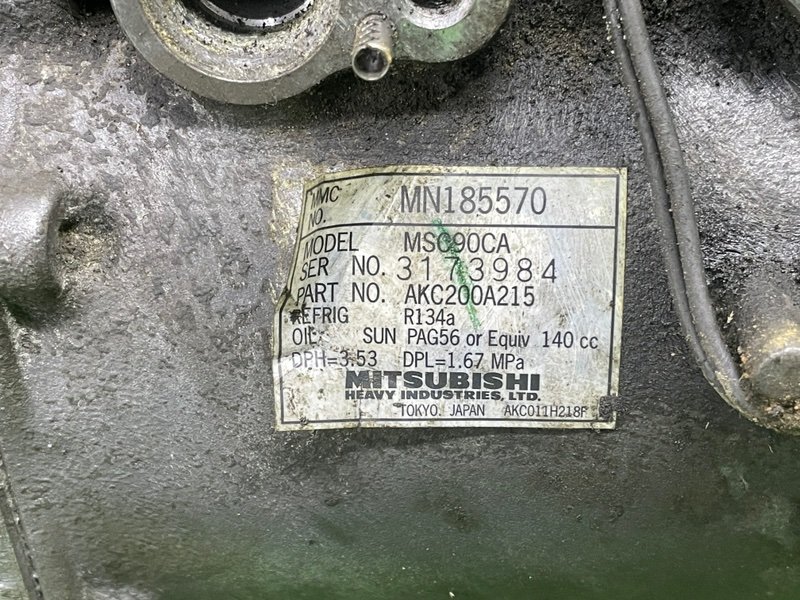 MMC NO. MN185570
MODEL MSC90CA
SER NO. 3173984
PART NO. AKC200A215
REFRIG R134a
OIL: SUN PAG56 or Equiv 140 cc
DPH=3.53 DPL=1.67 MPa
MITSUBISHI
HEAVY INDUSTRIES, LTD.
TOKYO. JAPAN AKC011H218F